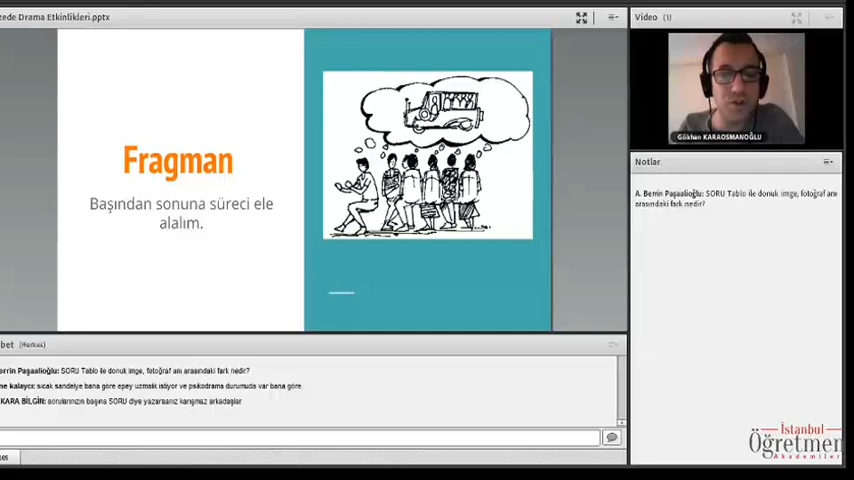 zede Drama Etkinlikleri.pptx
Video (1)
Fragman
Başından sonuna süreci ele
alalım.
Gökhan KARAOSMANOĞLU
Notlar
A. Berrin Paşaalioğlu: SORU Tablo ile donuk imge, fotoğraf anı
arasındaki fark nedir?
bet (Herkes)
errin Paşaalioğlu: SORU Tablo ile donuk imge, fotoğraf anı arasındaki fark nedir?
ne kalaycı: sıcak sandelye bana göre epey uzmalık istiyor ve psikodrama durumuda var bana göre
KARA BİLGİN: sorularınızın başına SORU diye yazarsanız karışmaz arkadaşlar
kes
İstanbul
Öğretmen
Akademiler